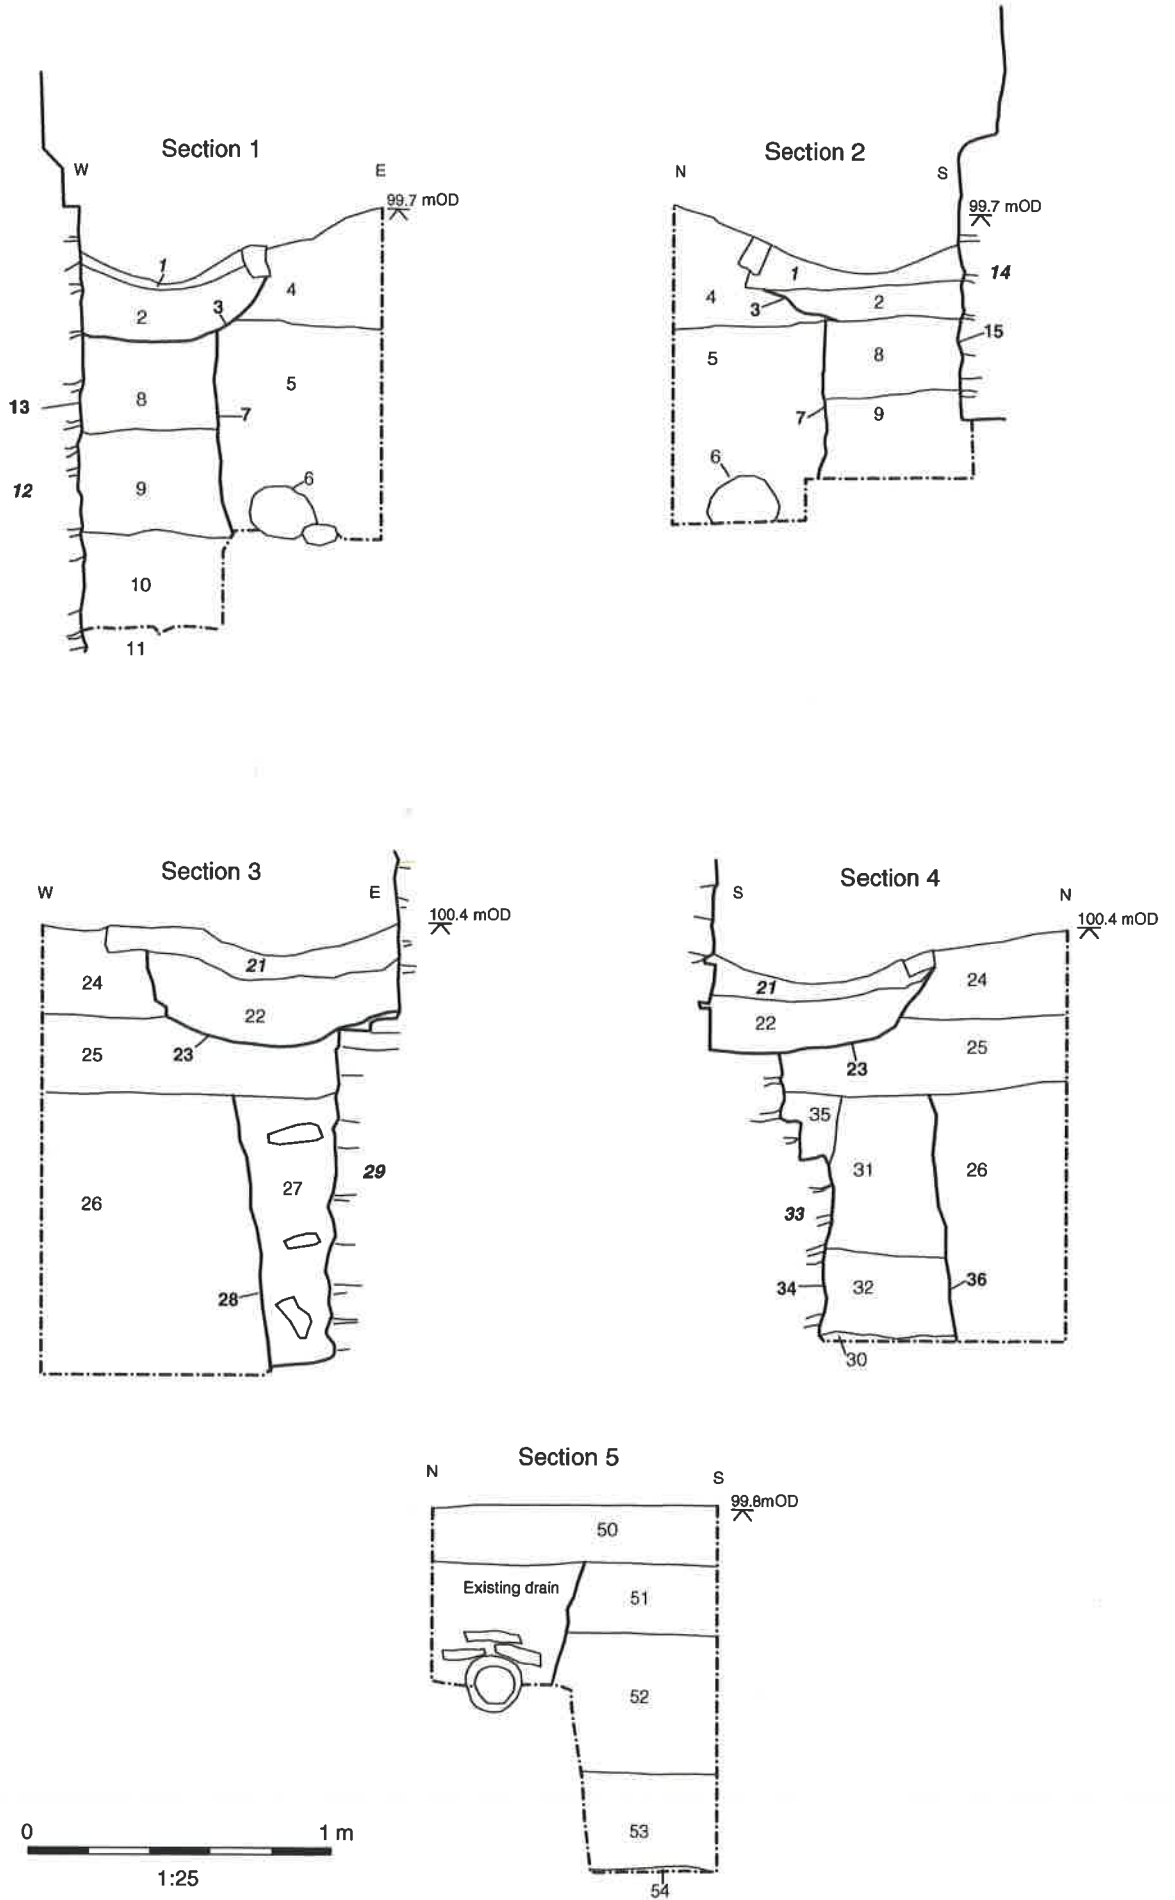 Section 1
W
E
99.7 mOD
1
2
3
4
5
13
8
7
12
9
6
10
11
Section 2
N
S
99.7 mOD
1
14
4
3
2
15
5
8
7
9
6
Section 3
W
E
100.4 mOD
21
24
22
25
23
29
27
26
28
Section 4
S
N
100.4 mOD
21
24
22
25
23
35
31
26
33
34
32
36
30
Section 5
N
S
99.8mOD
50
Existing drain
51
52
53
54
0
1 m
1:25